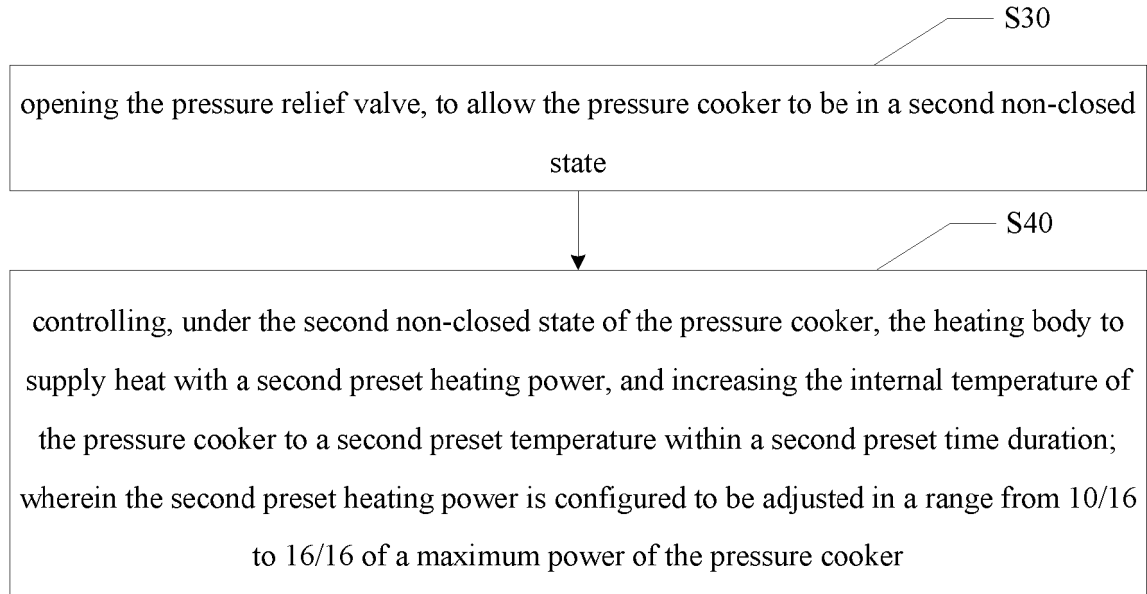 S30
opening the pressure relief valve, to allow the pressure cooker to be in a second non-closed
state
S40
controlling, under the second non-closed state of the pressure cooker, the heating body to
supply heat with a second preset heating power, and increasing the internal temperature of
the pressure cooker to a second preset temperature within a second preset time duration;
wherein the second preset heating power is configured to be adjusted in a range from 10/16
to 16/16 of a maximum power of the pressure cooker